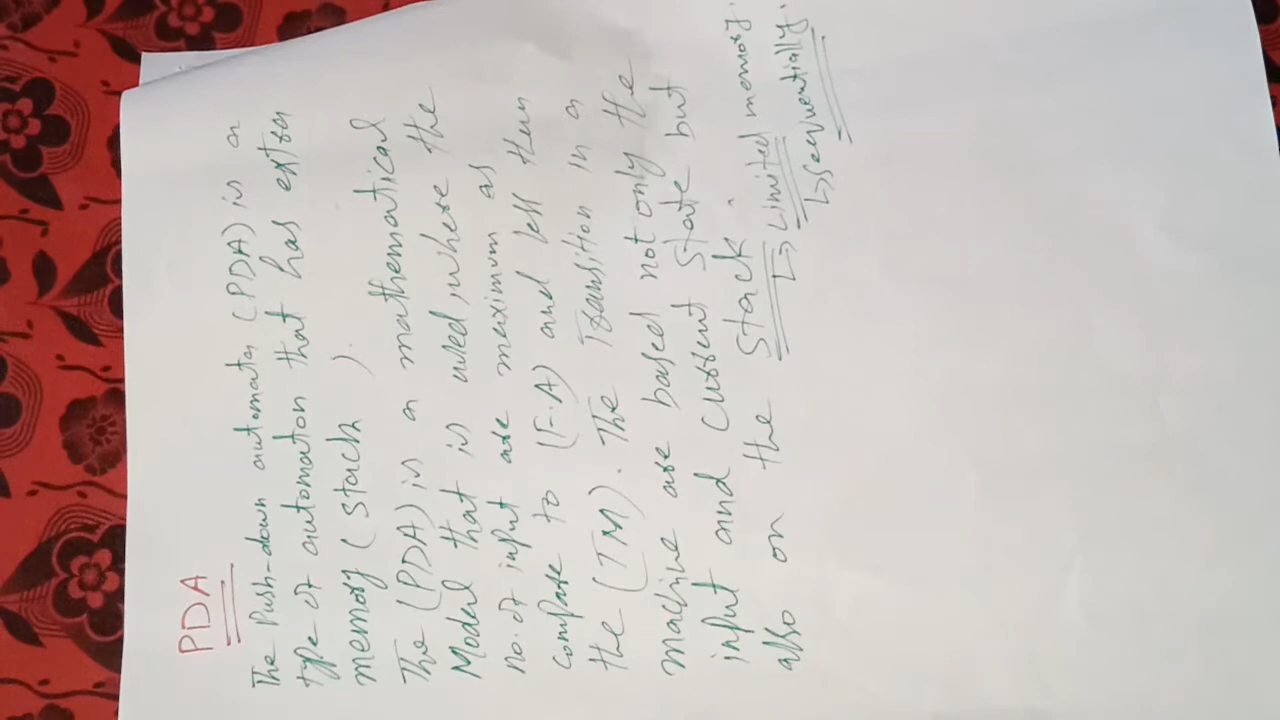 PDA
The Push-down automata (PDA) is a
type of automaton that has extra
memory (stack).
The (PDA) is a mathematical
Model that is used, where the
no. of input are maximum as
compare to (F.A) and less then
the (TM). The Transition in a
machine are based not only the
input and current state but
also on the stack.
↳ Limited memory.
↳ sequentially.